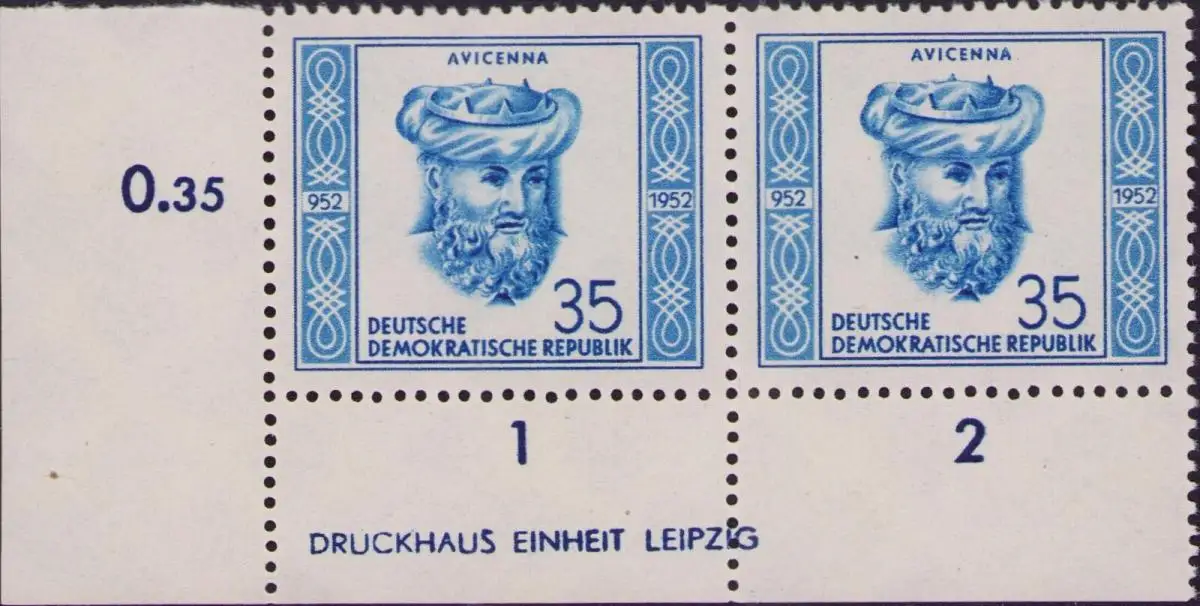 AVICENNA
952 1952
35
DEUTSCHE
DEMOKRATISCHE REPUBLIK
AVICENNA
952 1952
35
DEUTSCHE
DEMOKRATISCHE REPUBLIK
0.35
1 2
DRUCKHAUS EINHEIT LEIPZIG